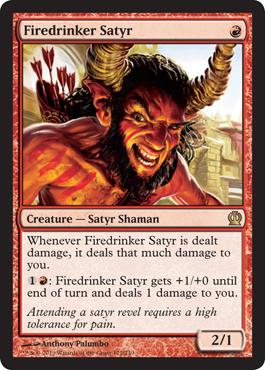 Firedrinker Satyr
Creature — Satyr Shaman
Whenever Firedrinker Satyr is dealt
damage, it deals that much damage to
you.
1R: Firedrinker Satyr gets +1/+0 until
end of turn and deals 1 damage to you.
Attending a satyr revel requires a high
tolerance for pain.
Anthony Palumbo
2/1